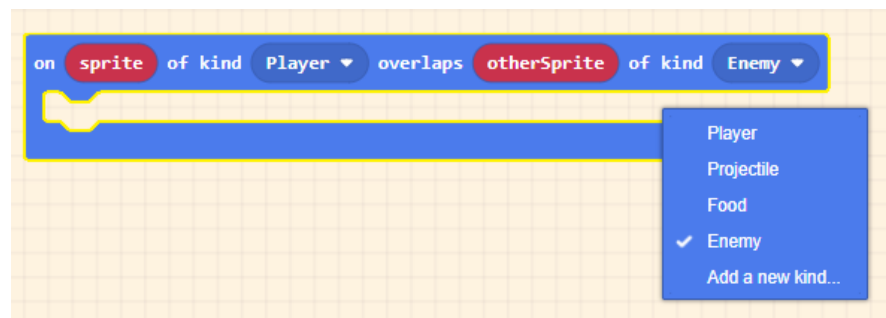 on sprite of kind Player overlaps otherSprite of kind Enemy
Player
Projectile
Food
Enemy
Add a new kind...